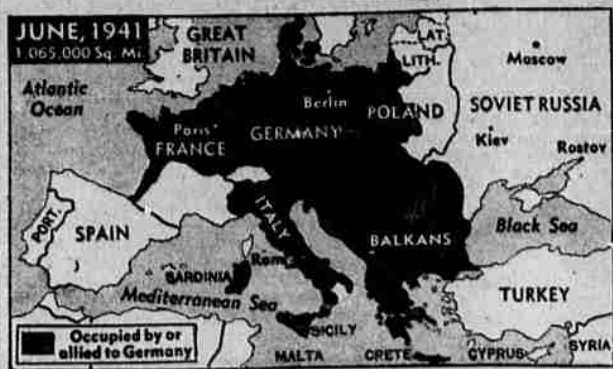 JUNE, 1941
1,065,000 Sq. Mi.
GREAT
BRITAIN
LAT.
LITH.
Moscow
Atlantic
Ocean
Berlin
POLAND
SOVIET RUSSIA
Paris
FRANCE
GERMANY
Kiev
Rostov
PORT.
SPAIN
ITALY
Black Sea
BALKANS
SARDINIA
Rome
Mediterranean Sea
TURKEY
Occupied by or
allied to Germany
SICILY
MALTA
CRETE
CYPRUS
SYRIA